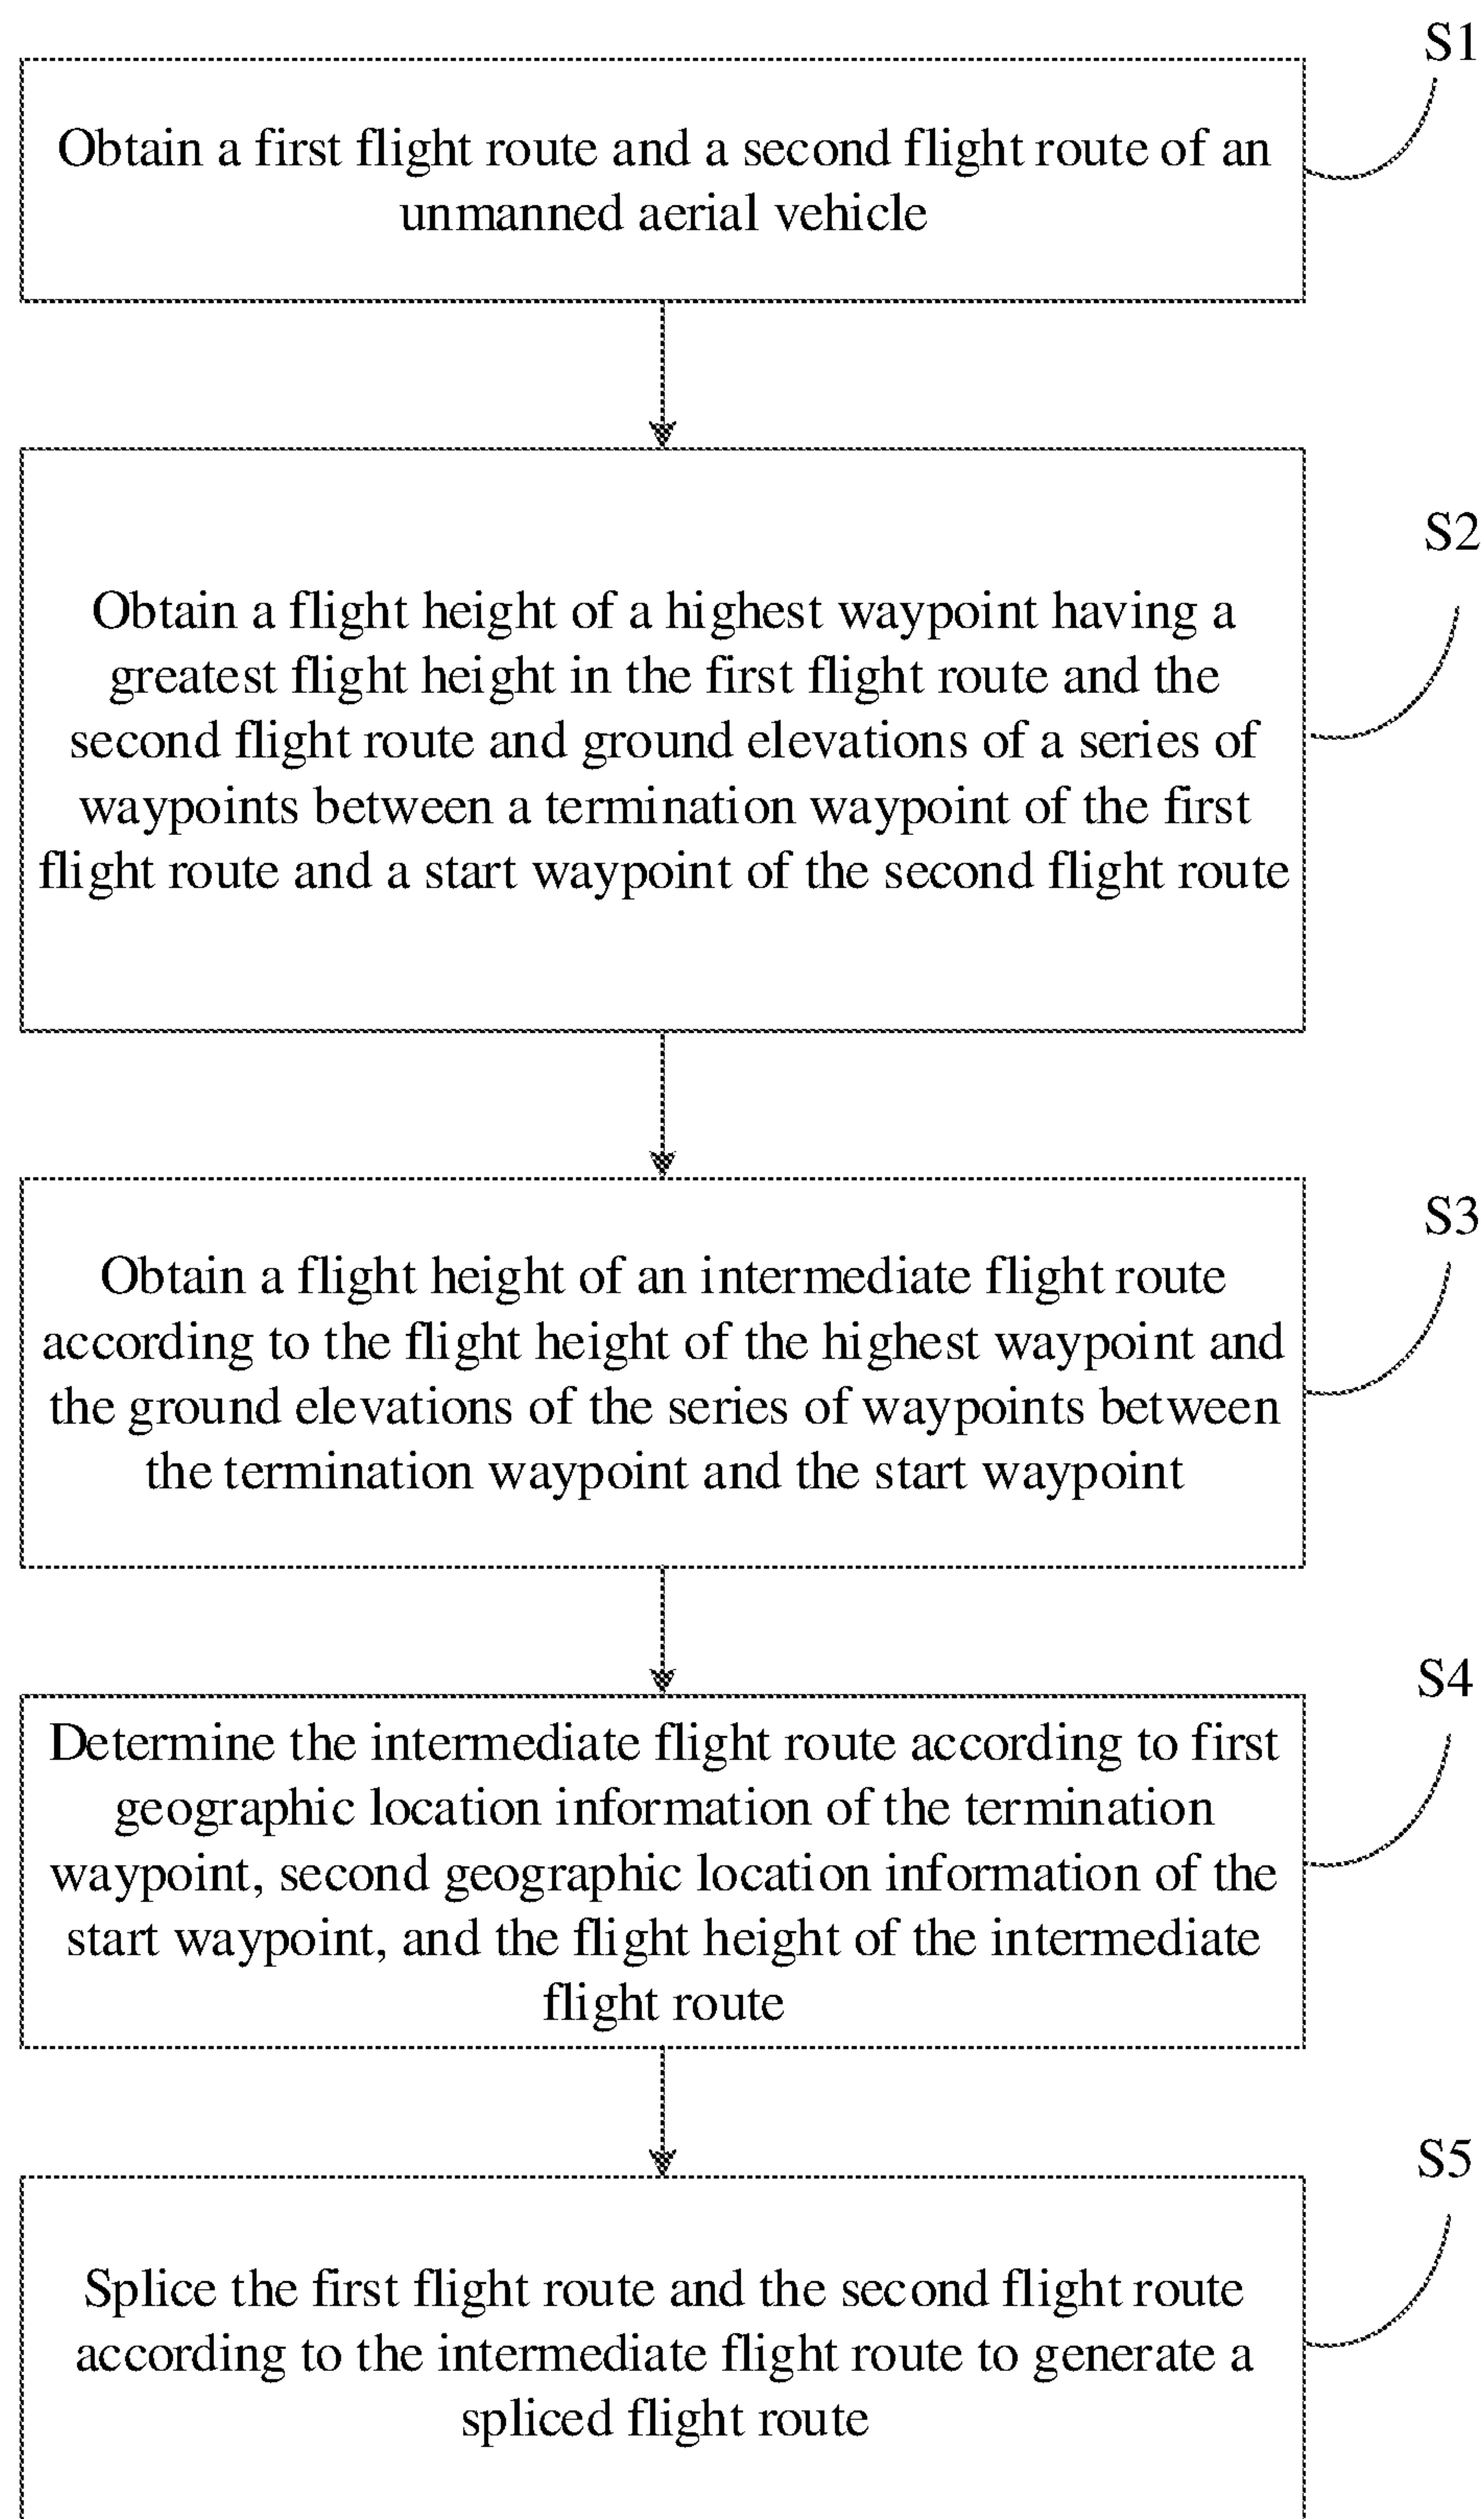 S1
Obtain a first flight route and a second flight route of an
unmanned aerial vehicle
S2
Obtain a flight height of a highest waypoint having a
greatest flight height in the first flight route and the
second flight route and ground elevations of a series of
waypoints between a termination waypoint of the first
flight route and a start waypoint of the second flight route
S3
Obtain a flight height of an intermediate flight route
according to the flight height of the highest waypoint and
the ground elevations of the series of waypoints between
the termination waypoint and the start waypoint
S4
Determine the intermediate flight route according to first
geographic location information of the termination
waypoint, second geographic location information of the
start waypoint, and the flight height of the intermediate
flight route
S5
Splice the first flight route and the second flight route
according to the intermediate flight route to generate a
spliced flight route